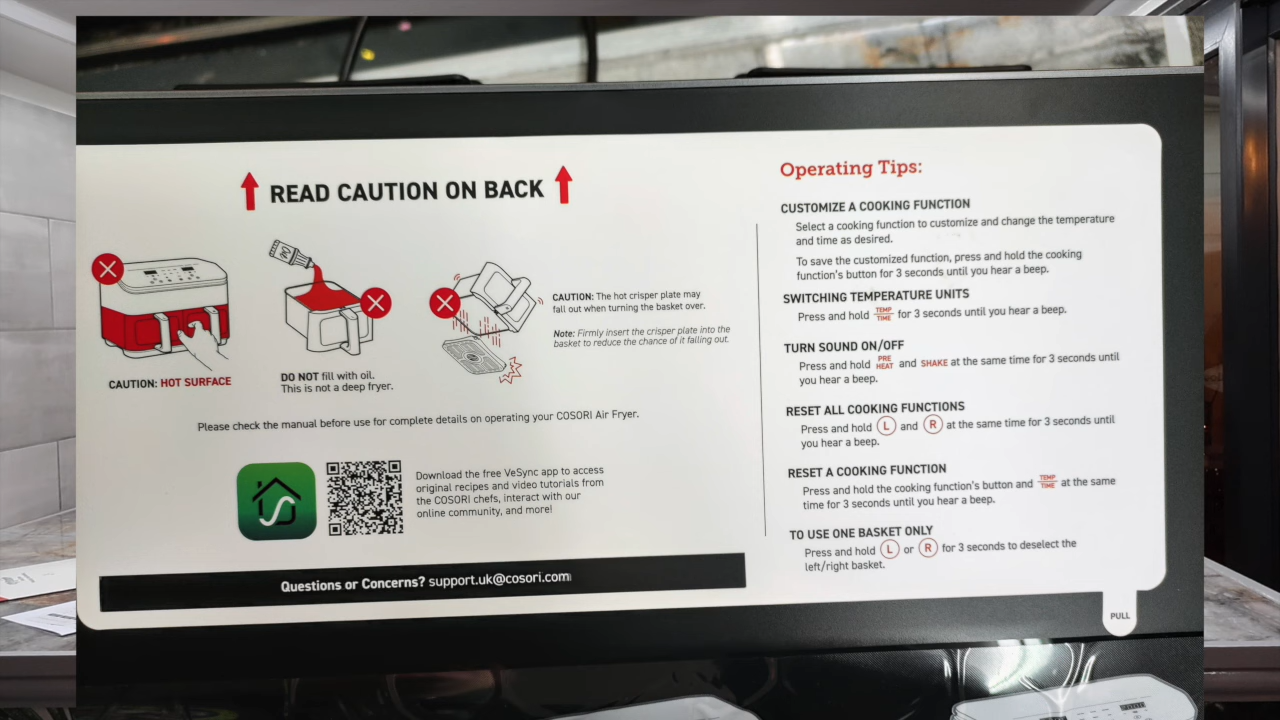 READ CAUTION ON BACK
CAUTION: HOT SURFACE
DO NOT fill with oil.
This is not a deep fryer.
CAUTION: The hot crisper plate may
fall out when turning the basket over.
Note: Firmly insert the crisper plate into the
basket to reduce the chance of it falling out.
Please check the manual before use for complete details on operating your COSORI Air Fryer.
Download the free VeSync app to access
original recipes and video tutorials from
the COSORI chefs, interact with our
online community, and more!
Questions or Concerns? support.uk@cosori.com
Operating Tips:
CUSTOMIZE A COOKING FUNCTION
Select a cooking function to customize and change the temperature
and time as desired.
To save the customized function, press and hold the cooking
function's button for 3 seconds until you hear a beep.
SWITCHING TEMPERATURE UNITS
Press and hold TEMP TIME for 3 seconds until you hear a beep.
TURN SOUND ON/OFF
Press and hold PRE HEAT and SHAKE at the same time for 3 seconds until
you hear a beep.
RESET ALL COOKING FUNCTIONS
Press and hold L and R at the same time for 3 seconds until
you hear a beep.
RESET A COOKING FUNCTION
Press and hold the cooking function's button and TEMP TIME at the same
time for 3 seconds until you hear a beep.
TO USE ONE BASKET ONLY
Press and hold L or R for 3 seconds to deselect the
left/right basket.
PULL